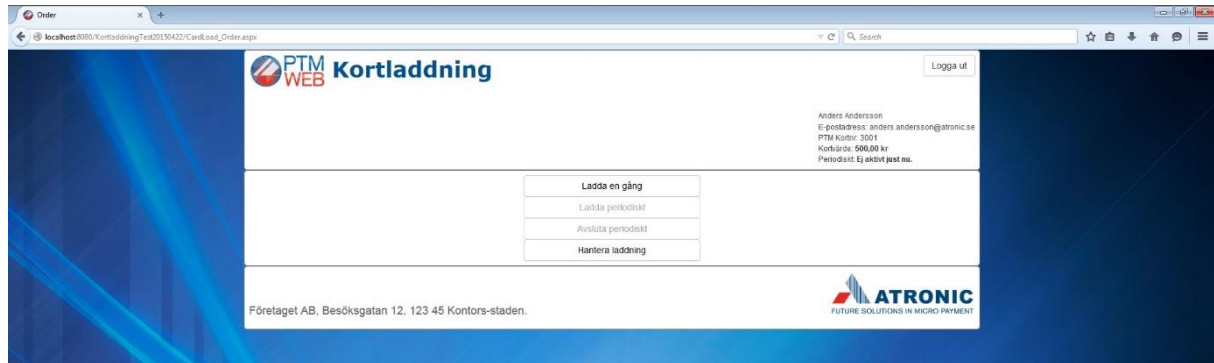 Order
localhost:8080/KortladdningTest20150422/CardLoad_Order.aspx
Search
PTM
WEB
Kortladdning
Logga ut
Anders Andersson
E-postadress: anders.andersson@atronic.se
PTM Kortnr: 3001
Kortvärde: 500,00 kr
Periodiskt: Ej aktivt just nu.
Ladda en gång
Ladda periodiskt
Avsluta periodiskt
Hantera laddning
Företaget AB, Besöksgatan 12, 123 45 Kontors-staden.
ATRONIC
FUTURE SOLUTIONS IN MICRO PAYMENT